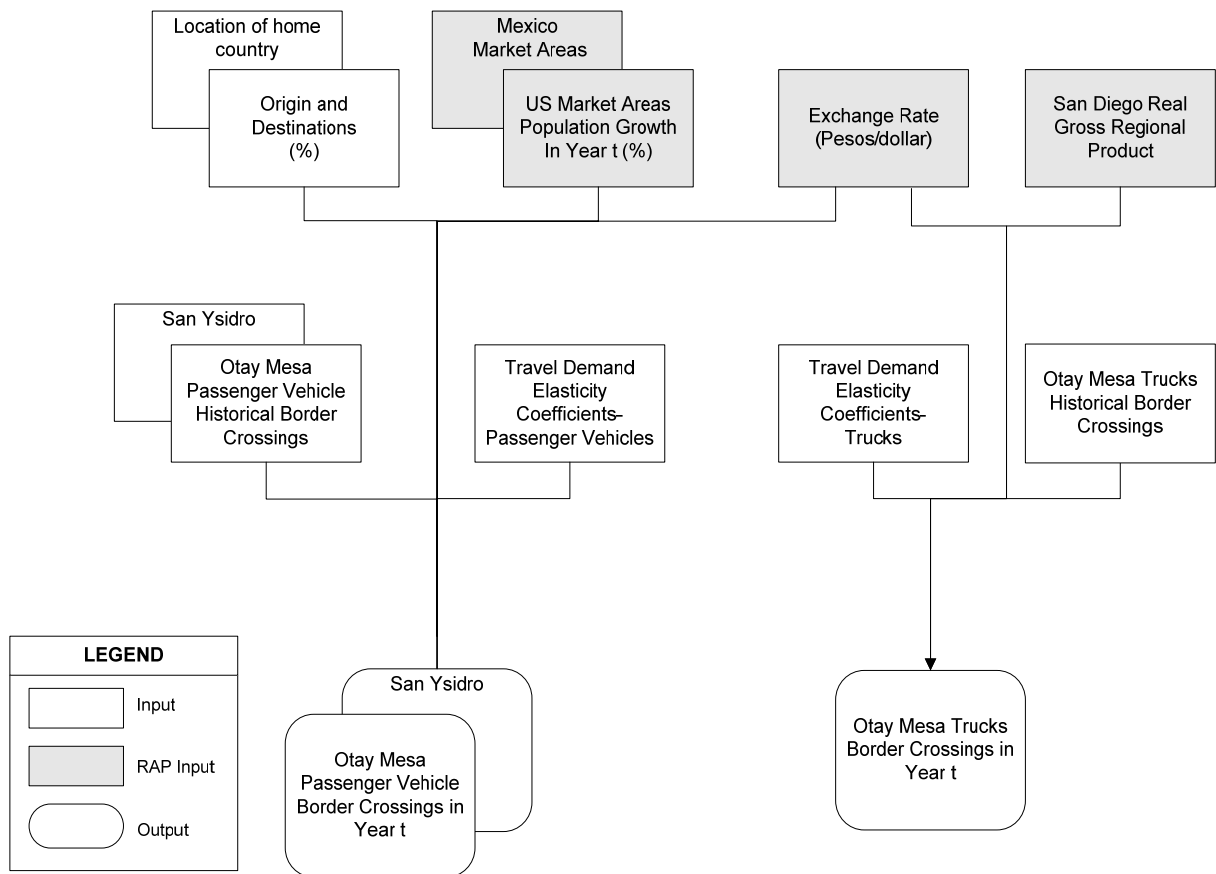 Location of home
country
Origin and
Destinations
(%)
Mexico
Market Areas
US Market Areas
Population Growth
In Year t (%)
Exchange Rate
(Pesos/dollar)
San Diego Real
Gross Regional
Product
San Ysidro
Otay Mesa
Passenger Vehicle
Historical Border
Crossings
Travel Demand
Elasticity
Coefficients–
Passenger Vehicles
Travel Demand
Elasticity
Coefficients–
Trucks
Otay Mesa Trucks
Historical Border
Crossings
LEGEND
Input
RAP Input
Output
San Ysidro
Otay Mesa
Passenger Vehicle
Border Crossings in
Year t
Otay Mesa Trucks
Border Crossings in
Year t